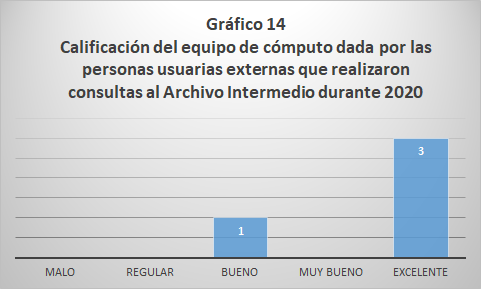 Gráfico 14
Calificación del equipo de cómputo dada por las
personas usuarias externas que realizaron
consultas al Archivo Intermedio durante 2020
3
1
MALO REGULAR BUENO MUY BUENO EXCELENTE